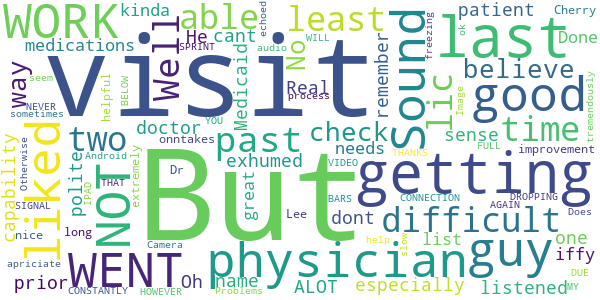 WORK
kinda
able
least
patient
Cherry
echoed
medications
He
cant
SPRINT
audio
WILL
Well
No
last
Done
ok
freezing
believe
visit
Medicaid
Real
process
remember
Sound
way
seem
NEVER
sometimes
helpful
BELOW
YOU
lic
good
Image
tremendously
liked
two
doctor
onntakes
past
check
time
sense
FULL
improvement
needs
THANKS
NOT
But
exhumed
VIDEO
getting
capability
Otherwise
polite
IPAD
Android
THAT
extremely
Dr
great
Lee
BARS
CONNECTION
DROPPING
AGAIN
Does
SIGNAL
long
dont
difficult
guy
nice
apriciate
WENT
Camera
physician
list
one
iffy
slow
help
prior
Oh
name
ALOT
especially
listened
DUE
MY
CONSTANTLY
HOWEVER
Problems